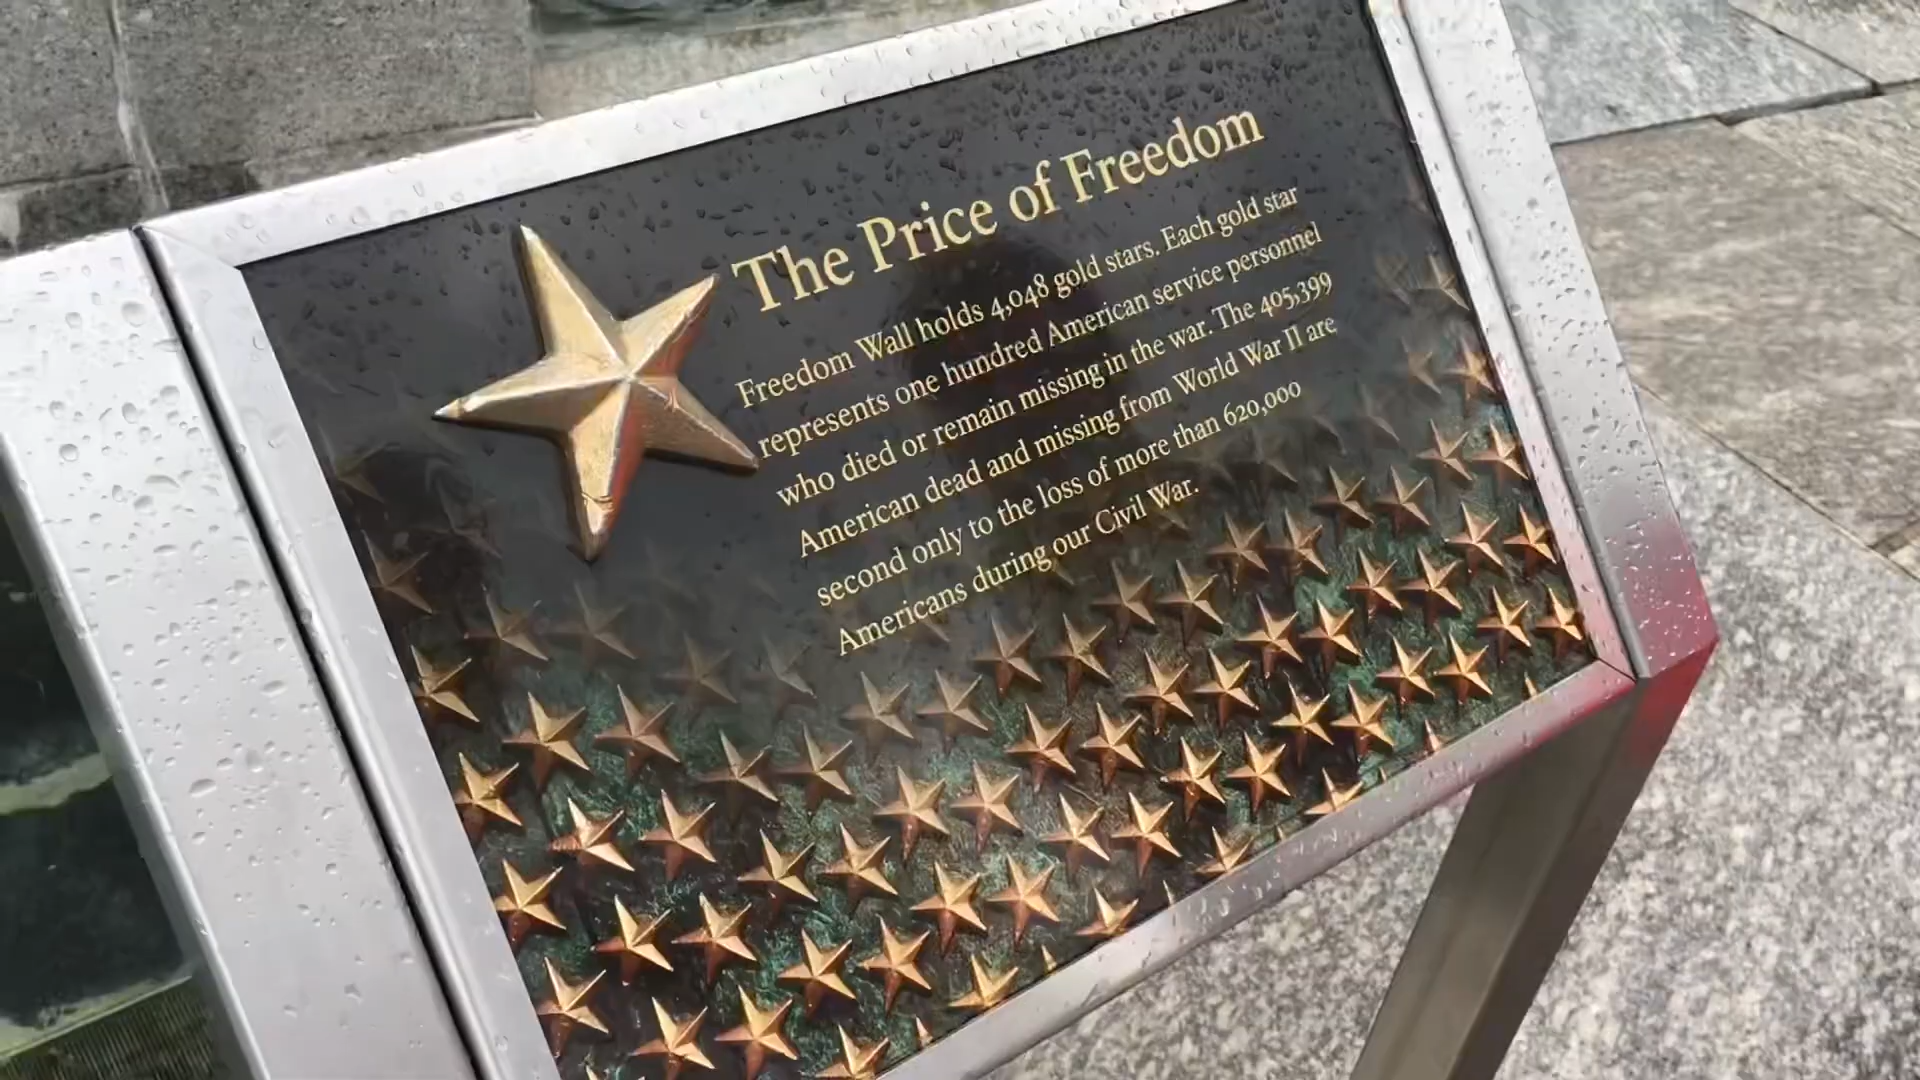 The Price of Freedom
Freedom Wall holds 4,048 gold stars. Each gold star
represents one hundred American service personnel
who died or remain missing in the war. The 405,399
American dead and missing from World War II are
second only to the loss of more than 620,000
Americans during our Civil War.